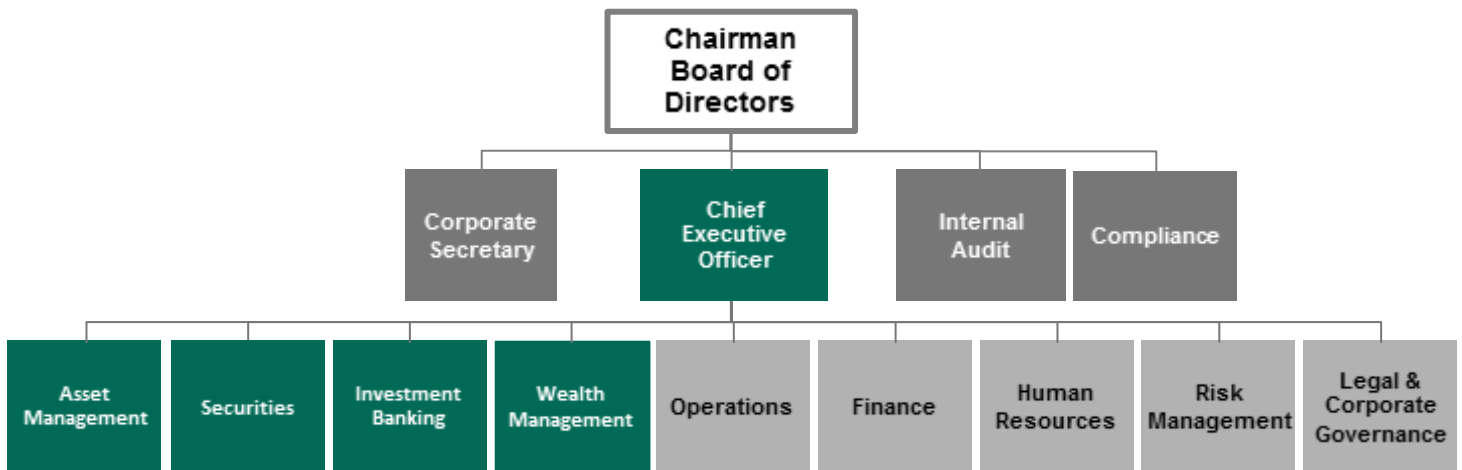 Chairman
Board of
Directors
Corporate
Secretary
Chief
Executive
Officer
Internal
Audit
Compliance
Asset
Management
Securities
Investment
Banking
Wealth
Management
Operations
Finance
Human
Resources
Risk
Management
Legal &
Corporate
Governance